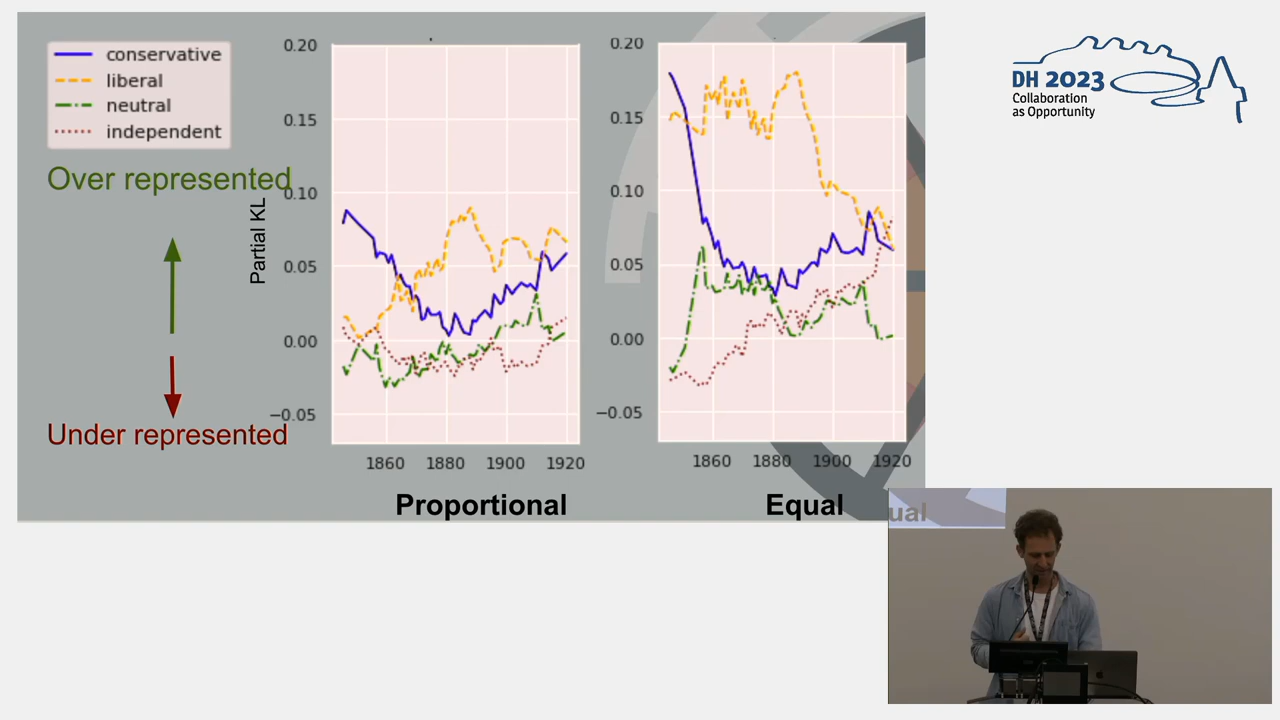 conservative
liberal
neutral
independent
Over represented
Under represented
Partial KL
0.20
0.15
0.10
0.05
0.00
−0.05
1860 1880 1900 1920
Proportional
0.20
0.15
0.10
0.05
0.00
−0.05
1860 1880 1900 1920
Equal
DH 2023
Collaboration
as Opportunity
ual